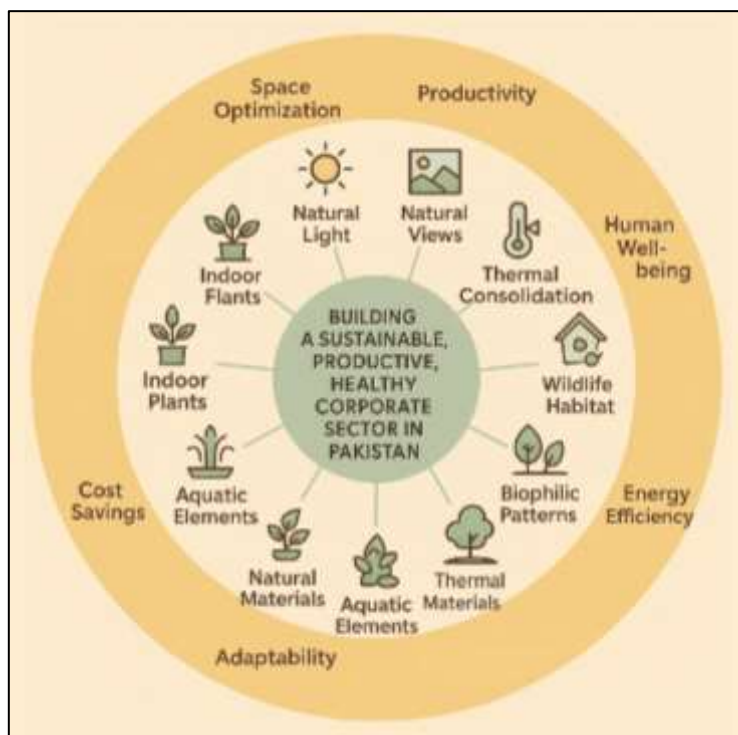 Space
Optimization
Productivity
Human
Well-
being
Energy
Efficiency
Adaptability
Cost
Savings
Natural
Light
Natural
Views
Thermal
Consolidation
Wildlife
Habitat
Biophilic
Patterns
Thermal
Materials
Aquatic
Elements
Natural
Materials
Aquatic
Elements
Indoor
Plants
Indoor
Flants
BUILDING
A SUSTAINABLE,
PRODUCTIVE,
HEALTHY
CORPORATE
SECTOR IN
PAKISTAN